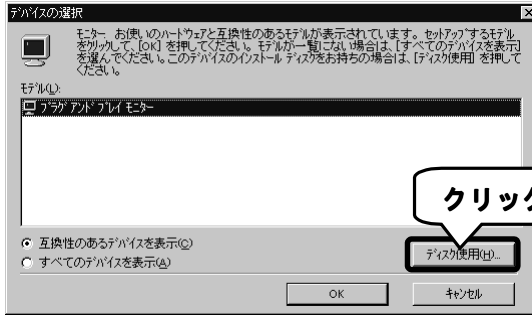 デバイスの選択
モニター お使いのハードウェアと互換性のあるモデルが表示されています。セットアップするモデル
をクリックして、[OK] を押してください。モデルが一覧にない場合は、[すべてのデバイスを表示]
を選んでください。このデバイスのインストール ディスクをお持ちの場合は、[ディスク使用] を押して
ください。
モデル(L):
プラグ アンド プレイ モニター
クリック
互換性のあるデバイスを表示(C)
すべてのデバイスを表示(A)
ディスク使用(H)...
OK
キャンセル